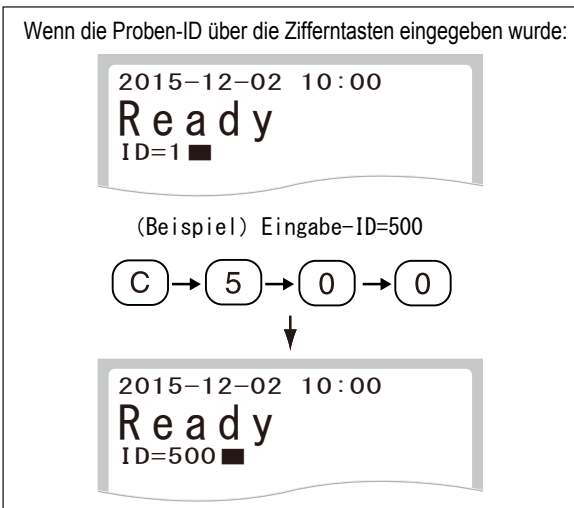 Wenn die Proben-ID über die Zifferntasten eingegeben wurde:
2015-12-02 10:00
Ready
ID=1
(Beispiel) Eingabe-ID=500
C→5→0→0
2015-12-02 10:00
Ready
ID=500